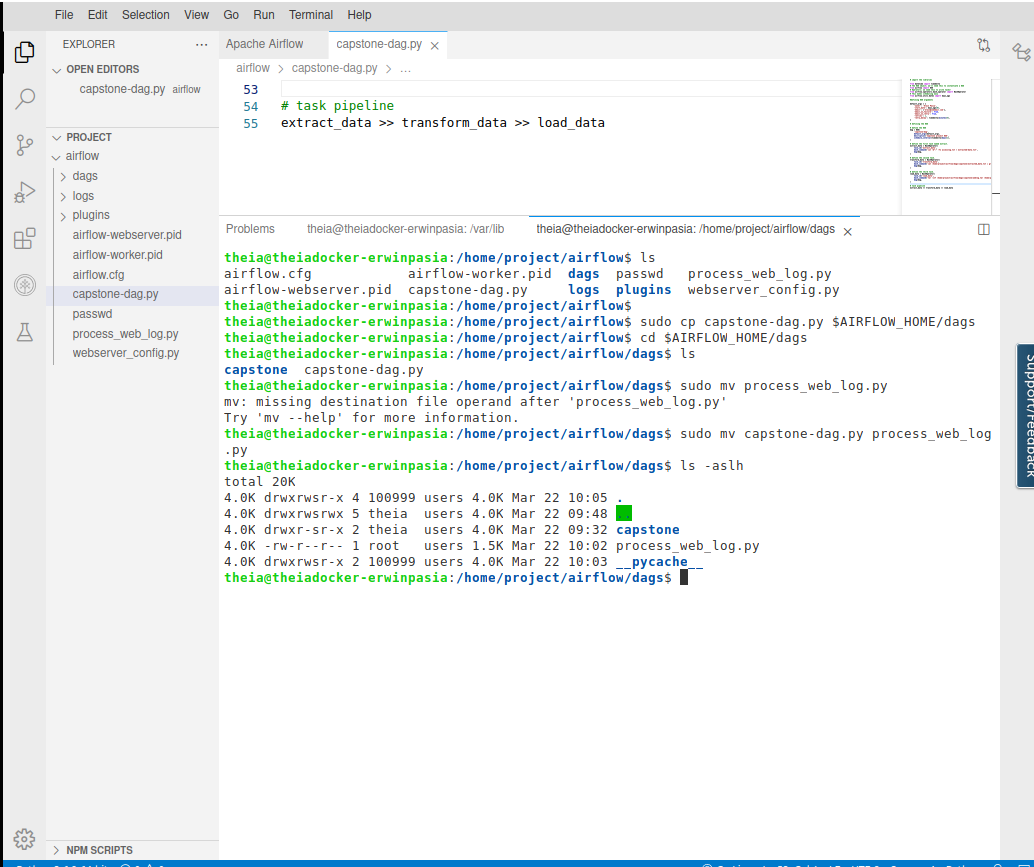 File Edit Selection View Go Run Terminal Help
EXPLORER
OPEN EDITORS
capstone-dag.py airflow
PROJECT
airflow
dags
logs
plugins
airflow-webserver.pid
airflow-worker.pid
airflow.cfg
capstone-dag.py
passwd
process_web_log.py
webserver_config.py
NPM SCRIPTS
Apache Airflow capstone-dag.py
airflow > capstone-dag.py > ...
53
54 # task pipeline
55 extract_data >> transform_data >> load_data
Problems theia@theiadocker-erwinpasia: /var/lib theia@theiadocker-erwinpasia: /home/project/airflow/dags
theia@theiadocker-erwinpasia:/home/project/airflow$ ls
airflow.cfg airflow-worker.pid dags passwd process_web_log.py
airflow-webserver.pid capstone-dag.py logs plugins webserver_config.py
theia@theiadocker-erwinpasia:/home/project/airflow$
theia@theiadocker-erwinpasia:/home/project/airflow$ sudo cp capstone-dag.py $AIRFLOW_HOME/dags
theia@theiadocker-erwinpasia:/home/project/airflow$ cd $AIRFLOW_HOME/dags
theia@theiadocker-erwinpasia:/home/project/airflow/dags$ ls
capstone capstone-dag.py
theia@theiadocker-erwinpasia:/home/project/airflow/dags$ sudo mv process_web_log.py
mv: missing destination file operand after 'process_web_log.py'
Try 'mv --help' for more information.
theia@theiadocker-erwinpasia:/home/project/airflow/dags$ sudo mv capstone-dag.py process_web_log
.py
theia@theiadocker-erwinpasia:/home/project/airflow/dags$ ls -aslh
total 20K
4.0K drwxrwsr-x 4 100999 users 4.0K Mar 22 10:05 .
4.0K drwxrwsrwx 5 theia users 4.0K Mar 22 09:48 ..
4.0K drwxr-sr-x 2 theia users 4.0K Mar 22 09:32 capstone
4.0K -rw-r--r-- 1 root users 1.5K Mar 22 10:02 process_web_log.py
4.0K drwxrwsr-x 2 100999 users 4.0K Mar 22 10:03 __pycache__
theia@theiadocker-erwinpasia:/home/project/airflow/dags$
Support/Feedback